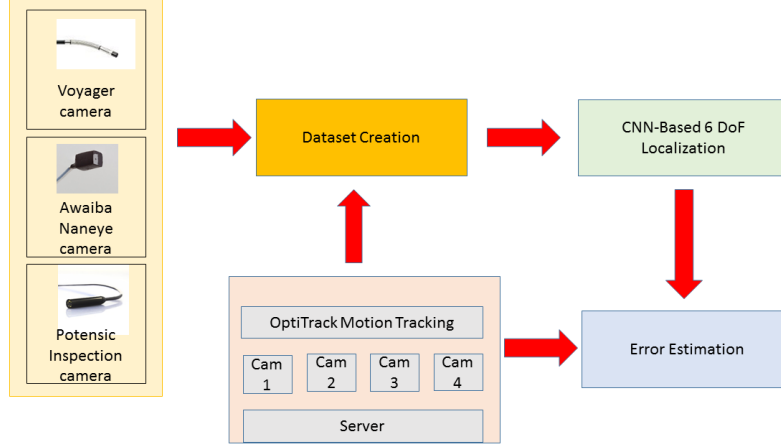 Voyager
camera
Awaiba
Naneye
camera
Potensic
Inspection
camera
Dataset Creation
CNN-Based 6 DoF
Localization
OptiTrack Motion Tracking
Cam
1
Cam
2
Cam
3
Cam
4
Server
Error Estimation